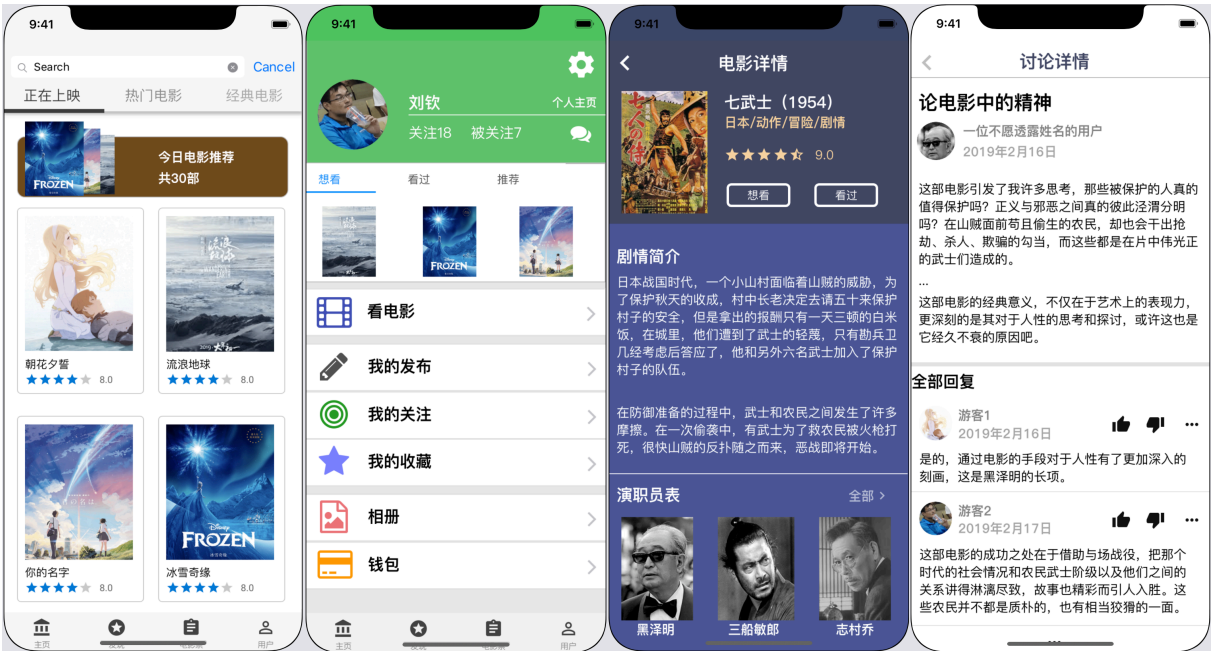 9:41
Search
Cancel
正在上映
热门电影
经典电影
FROZEN
今日电影推荐
共30部
朝花夕誓
8.0
流浪地球
2019 大年初一
流浪地球
8.0
你的名字
8.0
Disney
FROZEN
冰雪奇缘
冰雪奇缘
8.0
主页
用户
9:41
刘钦
个人主页
关注18
被关注7
想看
看过
推荐
FROZEN
看电影
我的发布
我的关注
我的收藏
相册
钱包
主页
用户
9:41
电影详情
七人の侍
七武士（1954）
日本/动作/冒险/剧情
9.0
想看
看过
剧情简介
日本战国时代，一个小山村面临着山贼的威胁，为
了保护秋天的收成，村中长老决定去请五十来保护
村子的安全，但是拿出的报酬只有一天三顿的白米
饭，在城里，他们遭到了武士的轻蔑，只有勘兵卫
几经考虑后答应了，他和另外六名武士加入了保护
村子的队伍。
在防御准备的过程中，武士和农民之间发生了许多
摩擦。在一次偷袭中，有武士为了救农民被火枪打
死，很快山贼的反扑随之而来，恶战即将开始。
演职员表
全部
黑泽明
三船敏郎
志村乔
9:41
讨论详情
论电影中的精神
一位不愿透露姓名的用户
2019年2月16日
这部电影引发了我许多思考，那些被保护的人真的
值得保护吗？正义与邪恶之间真的彼此泾渭分明
吗？在山贼面前苟且偷生的农民，却也会干出抢
劫、杀人、欺骗的勾当，而这些都是在片中伟光正
的武士们造成的。
...
这部电影的经典意义，不仅在于艺术上的表现力，
更深刻的是其对于人性的思考和探讨，或许这也是
它经久不衰的原因吧。
全部回复
游客1
2019年2月16日
是的，通过电影的手段对于人性有了更加深入的
刻画，这是黑泽明的长项。
游客2
2019年2月17日
这部电影的成功之处在于借助与场战役，把那个
时代的社会情况和农民武士阶级以及他们之间的
关系讲得淋漓尽致，故事也精彩而引人入胜。这
些农民并不都是质朴的，也有相当狡猾的一面。